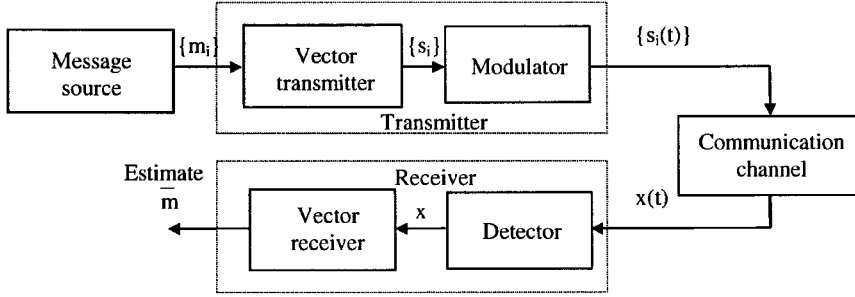 Message
source
{mᵢ}
Vector
transmitter
{sᵢ}
Modulator
Transmitter
{sᵢ(t)}
Communication
channel
x(t)
Receiver
Detector
x
Vector
receiver
Estimate
m̅